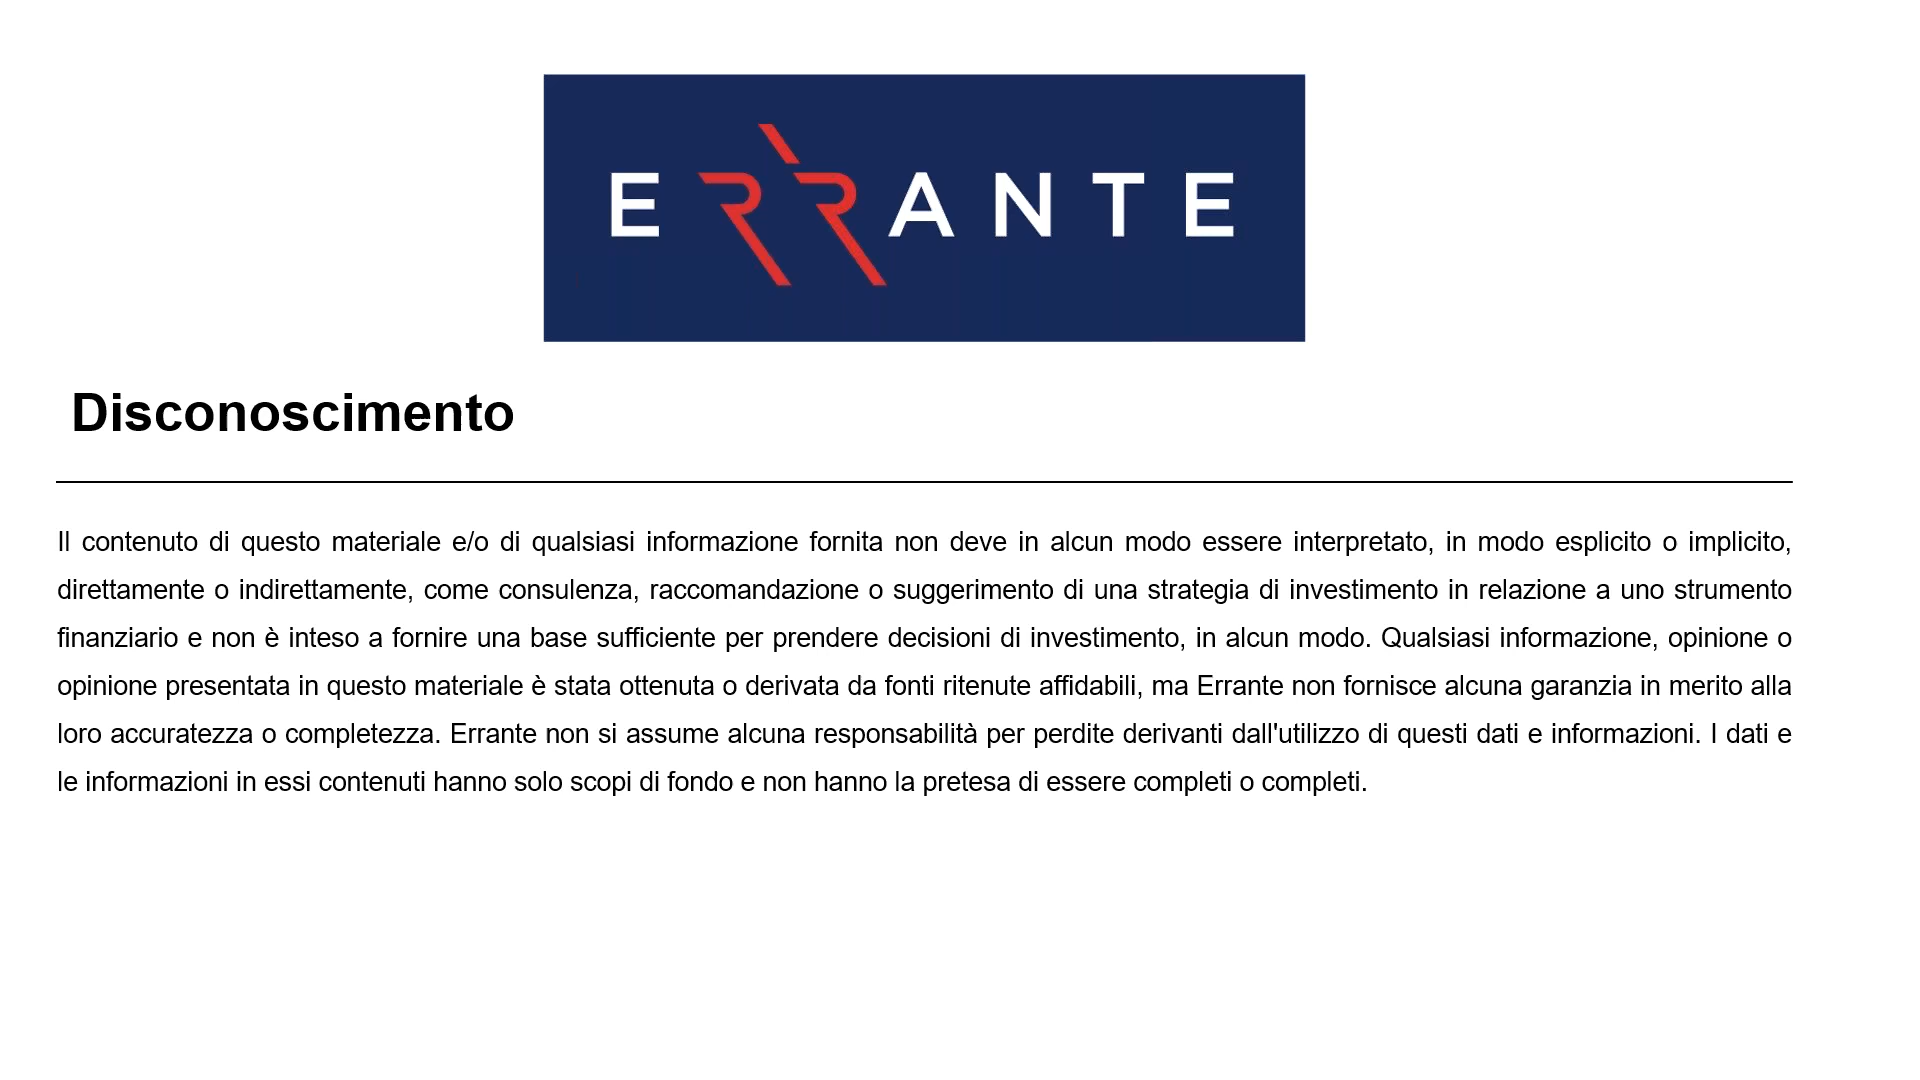 ERRANTE
Disconoscimento
Il contenuto di questo materiale e/o di qualsiasi informazione fornita non deve in alcun modo essere interpretato, in modo esplicito o implicito,
direttamente o indirettamente, come consulenza, raccomandazione o suggerimento di una strategia di investimento in relazione a uno strumento
finanziario e non è inteso a fornire una base sufficiente per prendere decisioni di investimento, in alcun modo. Qualsiasi informazione, opinione o
opinione presentata in questo materiale è stata ottenuta o derivata da fonti ritenute affidabili, ma Errante non fornisce alcuna garanzia in merito alla
loro accuratezza o completezza. Errante non si assume alcuna responsabilità per perdite derivanti dall'utilizzo di questi dati e informazioni. I dati e
le informazioni in essi contenuti hanno solo scopi di fondo e non hanno la pretesa di essere completi o completi.